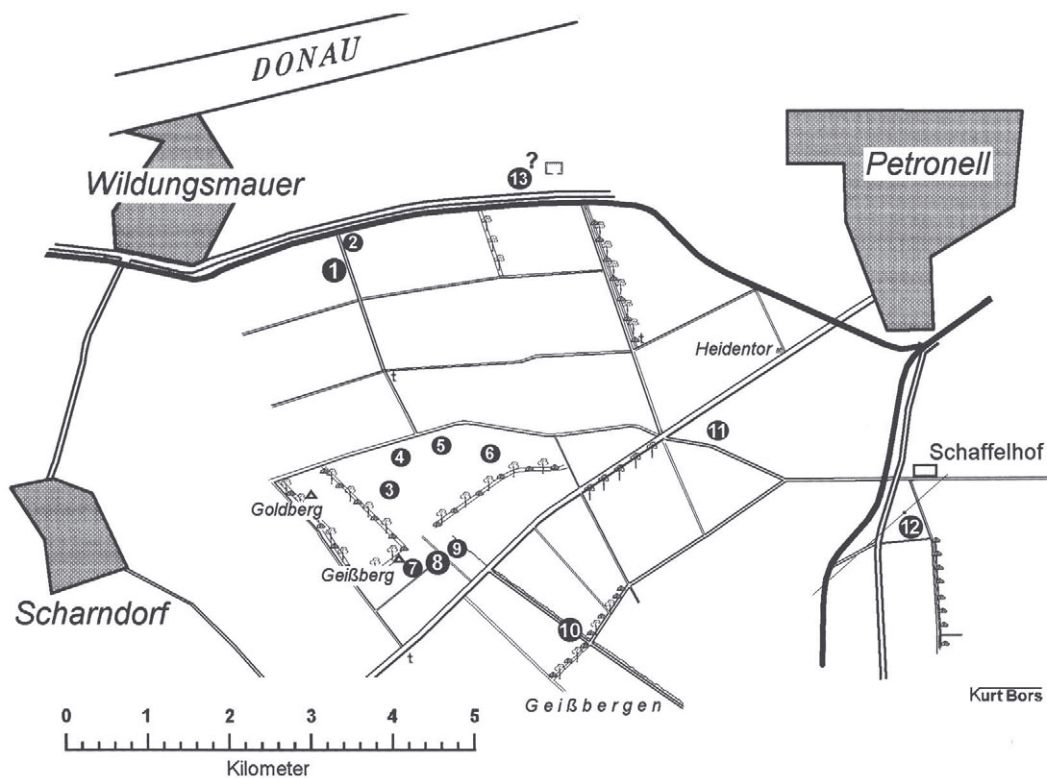 DONAU
Wildungsmauer
Petronell
?
13
2
1
Heidentor
11
5
4
6
Schaffelhof
3
Goldberg
12
9
8
7
Geißberg
Scharndorf
10
t
t
t
Geißbergen
Kurt Bors
0 1 2 3 4 5
Kilometer